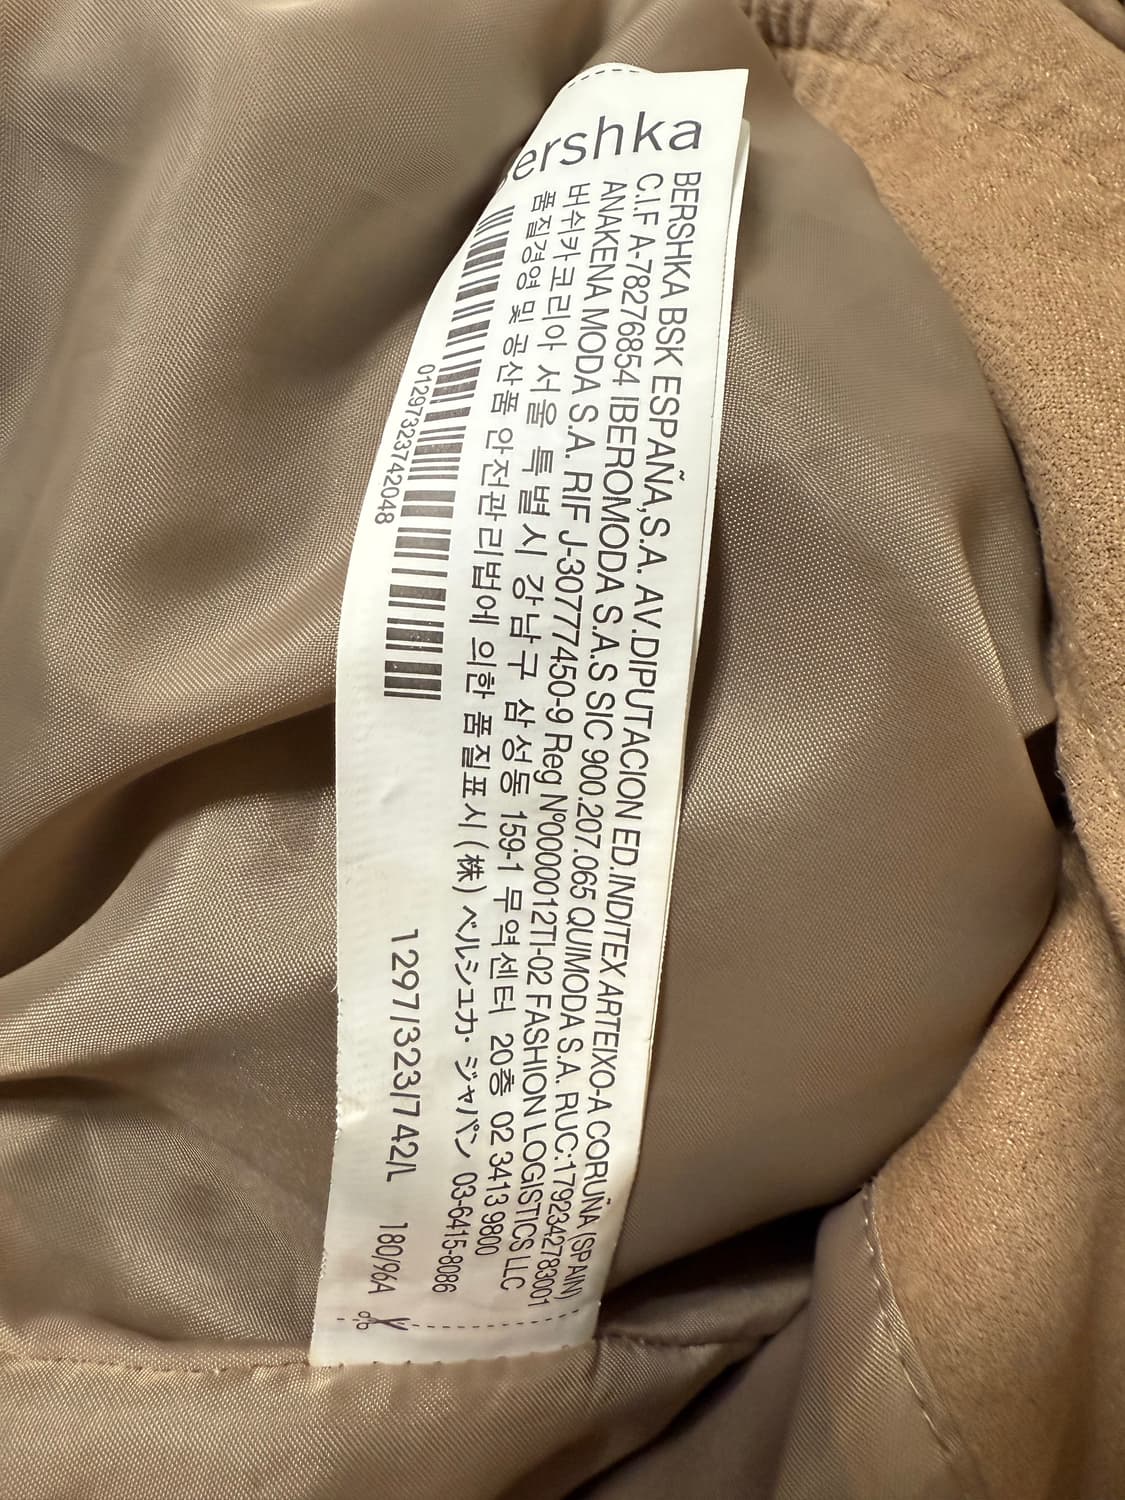 Bershka
BERSHKA BSK ESPAÑA,S.A. AV.DIPUTACION ED.INDITEX ARTEIXO-A CORUÑA (SPAIN)
C.I.F A-78276854 IBEROMODA S.A.S SIC 900.207.065 QUIMODA S.A. RUC:1792342783001
ANAKENA MODA S.A. RIF J-30777450-9 Reg Nº0000012TI-02 FASHION LOGISTICS LLC
버쉬카코리아 서울 특별시 강남구 삼성동 159-1 무역센터 20층 02 3413 9800
품질경영 및 공산품 안전관리법에 의한 품질표시 (株) ベルシュカ・ジャパン 03-6415-8086
01297323742048
1297/323/742/L 180/96A